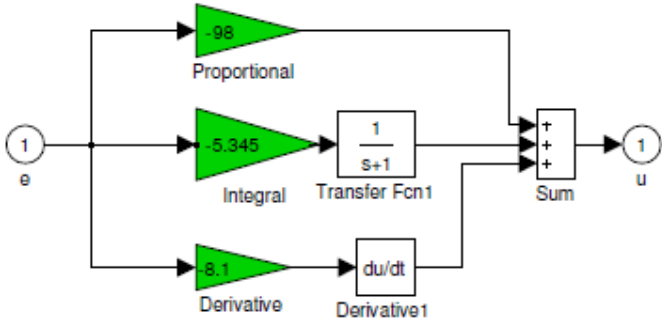 -98
Proportional
1
e
-5.345
Integral
1
s+1
Transfer Fcn1
+
+
+
Sum
1
u
-8.1
Derivative
du/dt
Derivative1